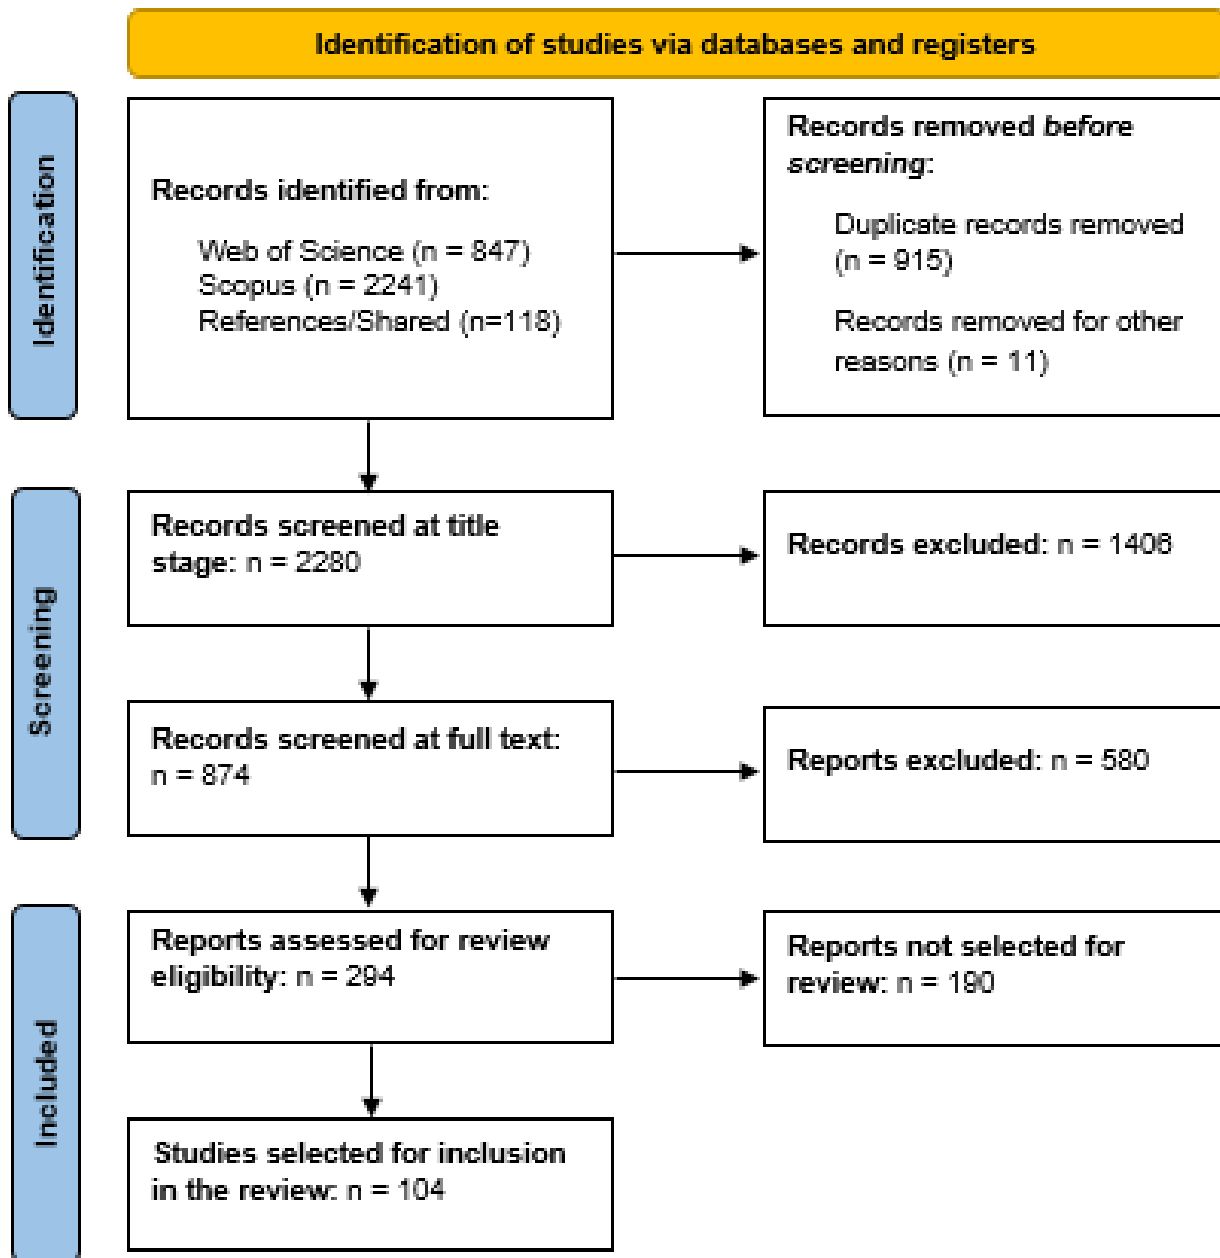 Identification of studies via databases and registers
Identification
Records identified from:
Web of Science (n = 847)
Scopus (n = 2241)
References/Shared (n=118)
Records removed before
screening:
Duplicate records removed
(n = 915)
Records removed for other
reasons (n = 11)
Screening
Records screened at title
stage: n = 2280
Records excluded: n = 1406
Records screened at full text:
n = 874
Reports excluded: n = 580
Included
Reports assessed for review
eligibility: n = 294
Reports not selected for
review: n = 190
Studies selected for inclusion
in the review: n = 104